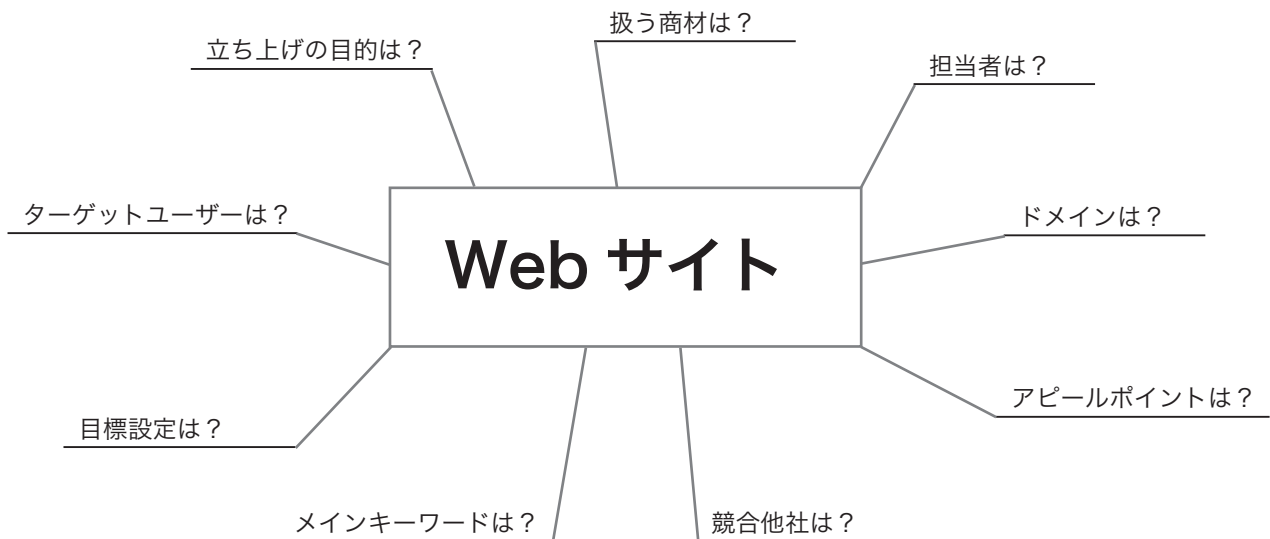 扱う商材は？
立ち上げの目的は？
担当者は？
ターゲットユーザーは？
ドメインは？
Web サイト
アピールポイントは？
目標設定は？
メインキーワードは？
競合他社は？